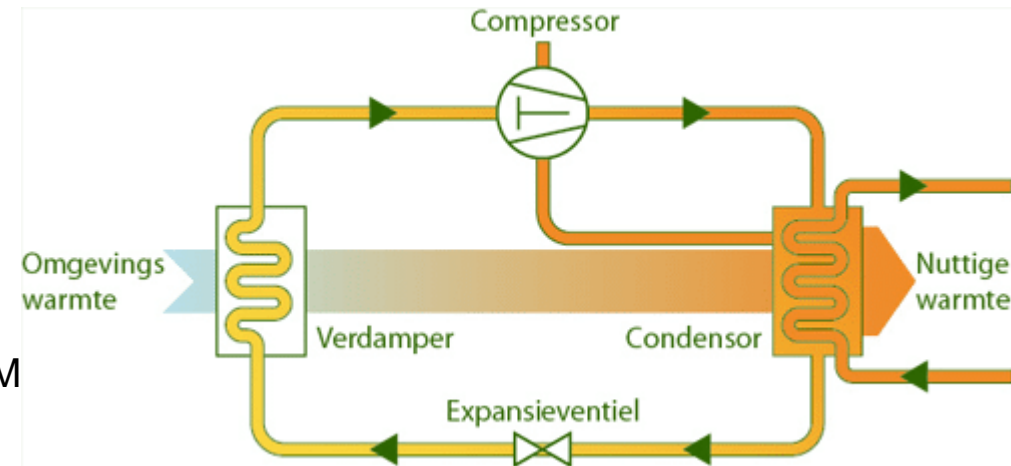 Compressor
Omgevings
warmte
Nuttige
warmte
Verdamper
Condensor
M
Expansieventiel